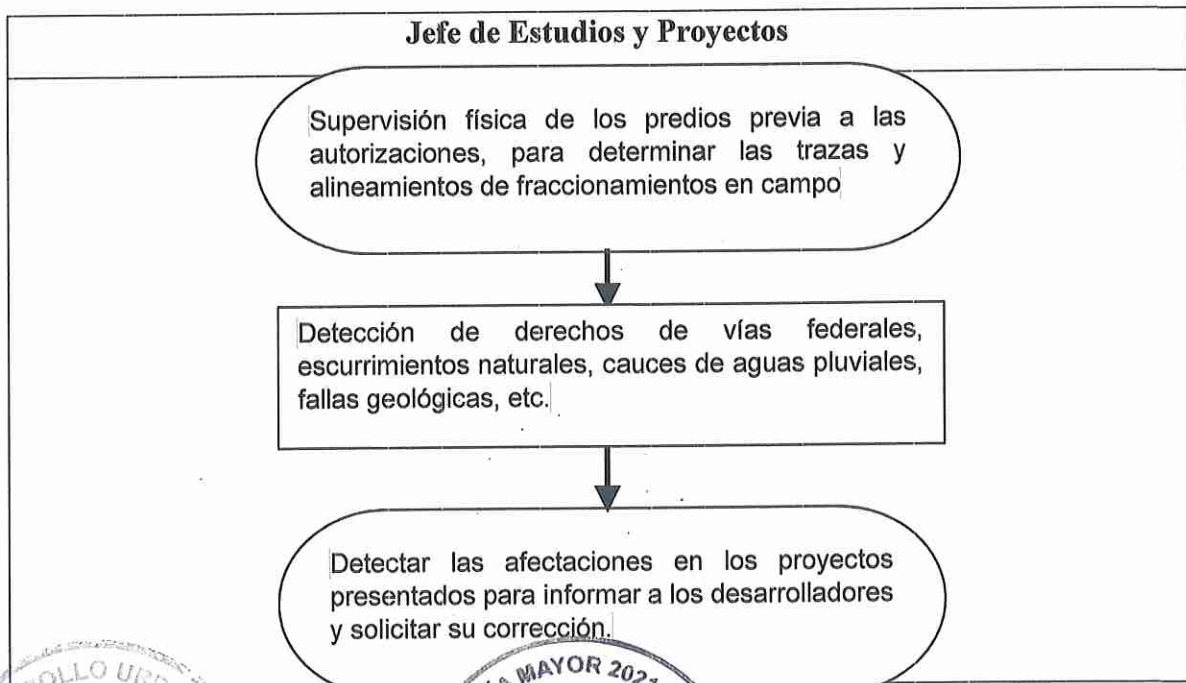 Jefe de Estudios y Proyectos
Supervisión física de los predios previa a las
autorizaciones, para determinar las trazas y
alineamientos de fraccionamientos en campo
Detección de derechos de vías federales,
escurrimientos naturales, cauces de aguas pluviales,
fallas geológicas, etc.
Detectar las afectaciones en los proyectos
presentados para informar a los desarrolladores
y solicitar su corrección.
MAYOR 2021